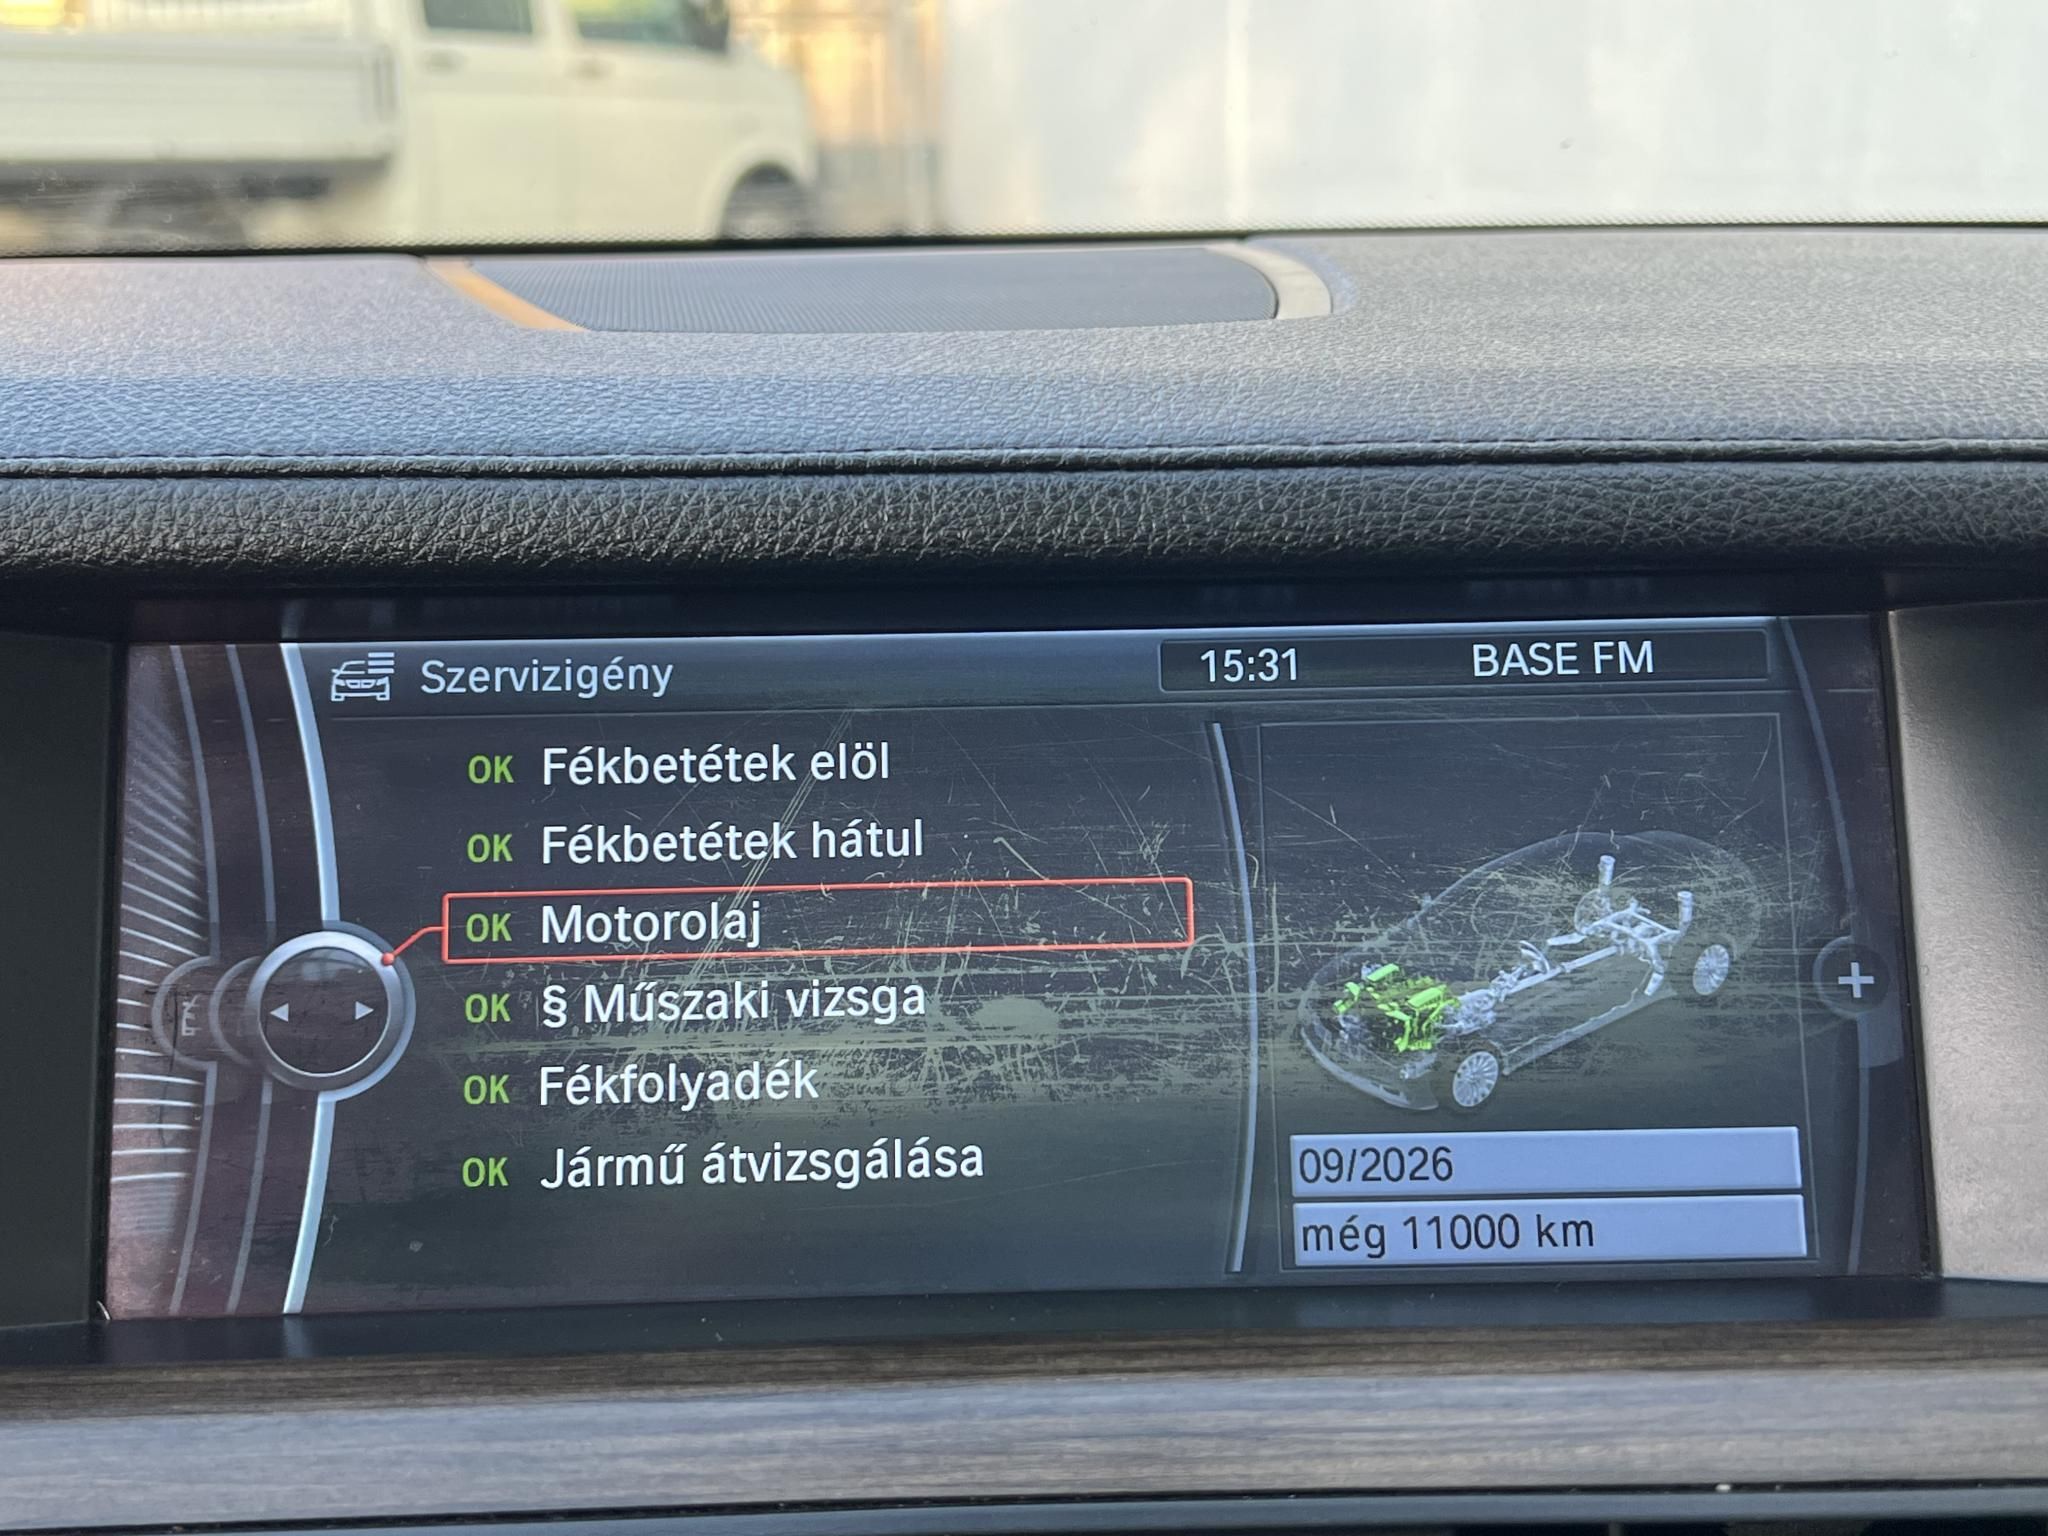 Szervizigény
15:31
BASE FM
OK Fékbetétek elöl
OK Fékbetétek hátul
OK Motorolaj
OK § Műszaki vizsga
OK Fékfolyadék
OK Jármű átvizsgálása
09/2026
még 11000 km